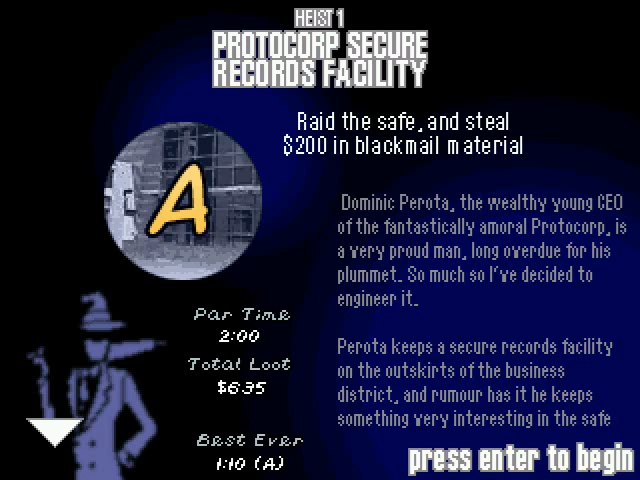 HEIST 1
PROTOCORP SECURE
RECORDS FACILITY
Raid the safe, and steal
$200 in blackmail material
A
Dominic Perota, the wealthy young CEO
of the fantastically amoral Protocorp, is
a very proud man, long overdue for his
plummet. So much so I've decided to
engineer it.
Perota keeps a secure records facility
on the outskirts of the business
district, and rumour has it he keeps
something very interesting in the safe
Par Time
2:00
Total Loot
$635
Best Ever
1:10 (A)
press enter to begin